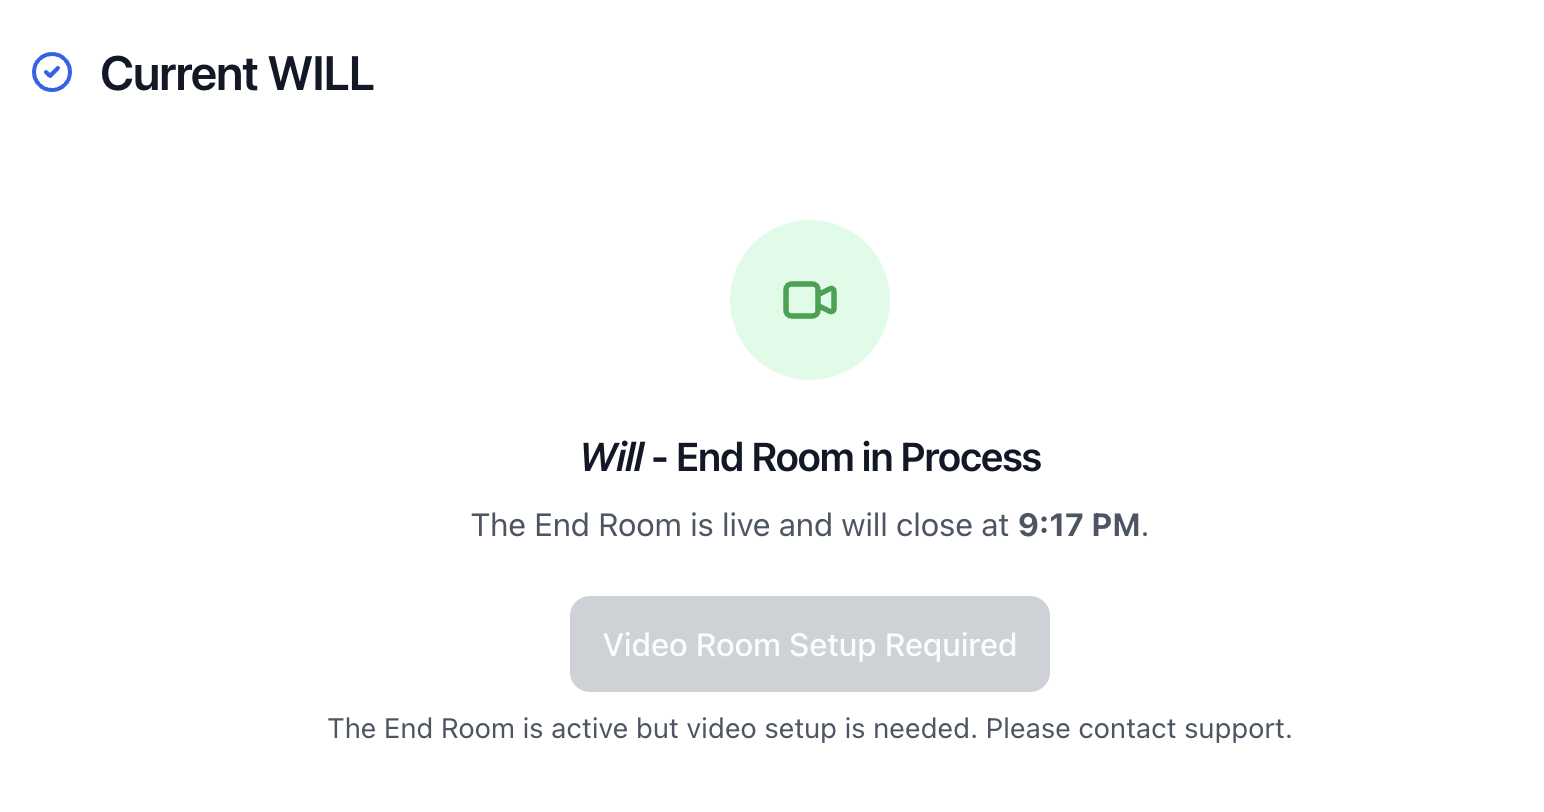 Current WILL
Will - End Room in Process
The End Room is live and will close at 9:17 PM.
Video Room Setup Required
The End Room is active but video setup is needed. Please contact support.